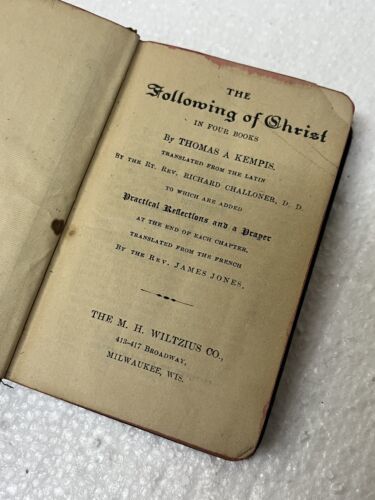 THE
Following of Christ
IN FOUR BOOKS
By THOMAS À KEMPIS.
TRANSLATED FROM THE LATIN
BY THE RT. REV. RICHARD CHALLONER, D. D.
TO WHICH ARE ADDED
Practical Reflections and a Prayer
AT THE END OF EACH CHAPTER.
TRANSLATED FROM THE FRENCH
BY THE REV. JAMES JONES.
THE M. H. WILTZIUS CO.,
413-417 BROADWAY,
MILWAUKEE, WIS.